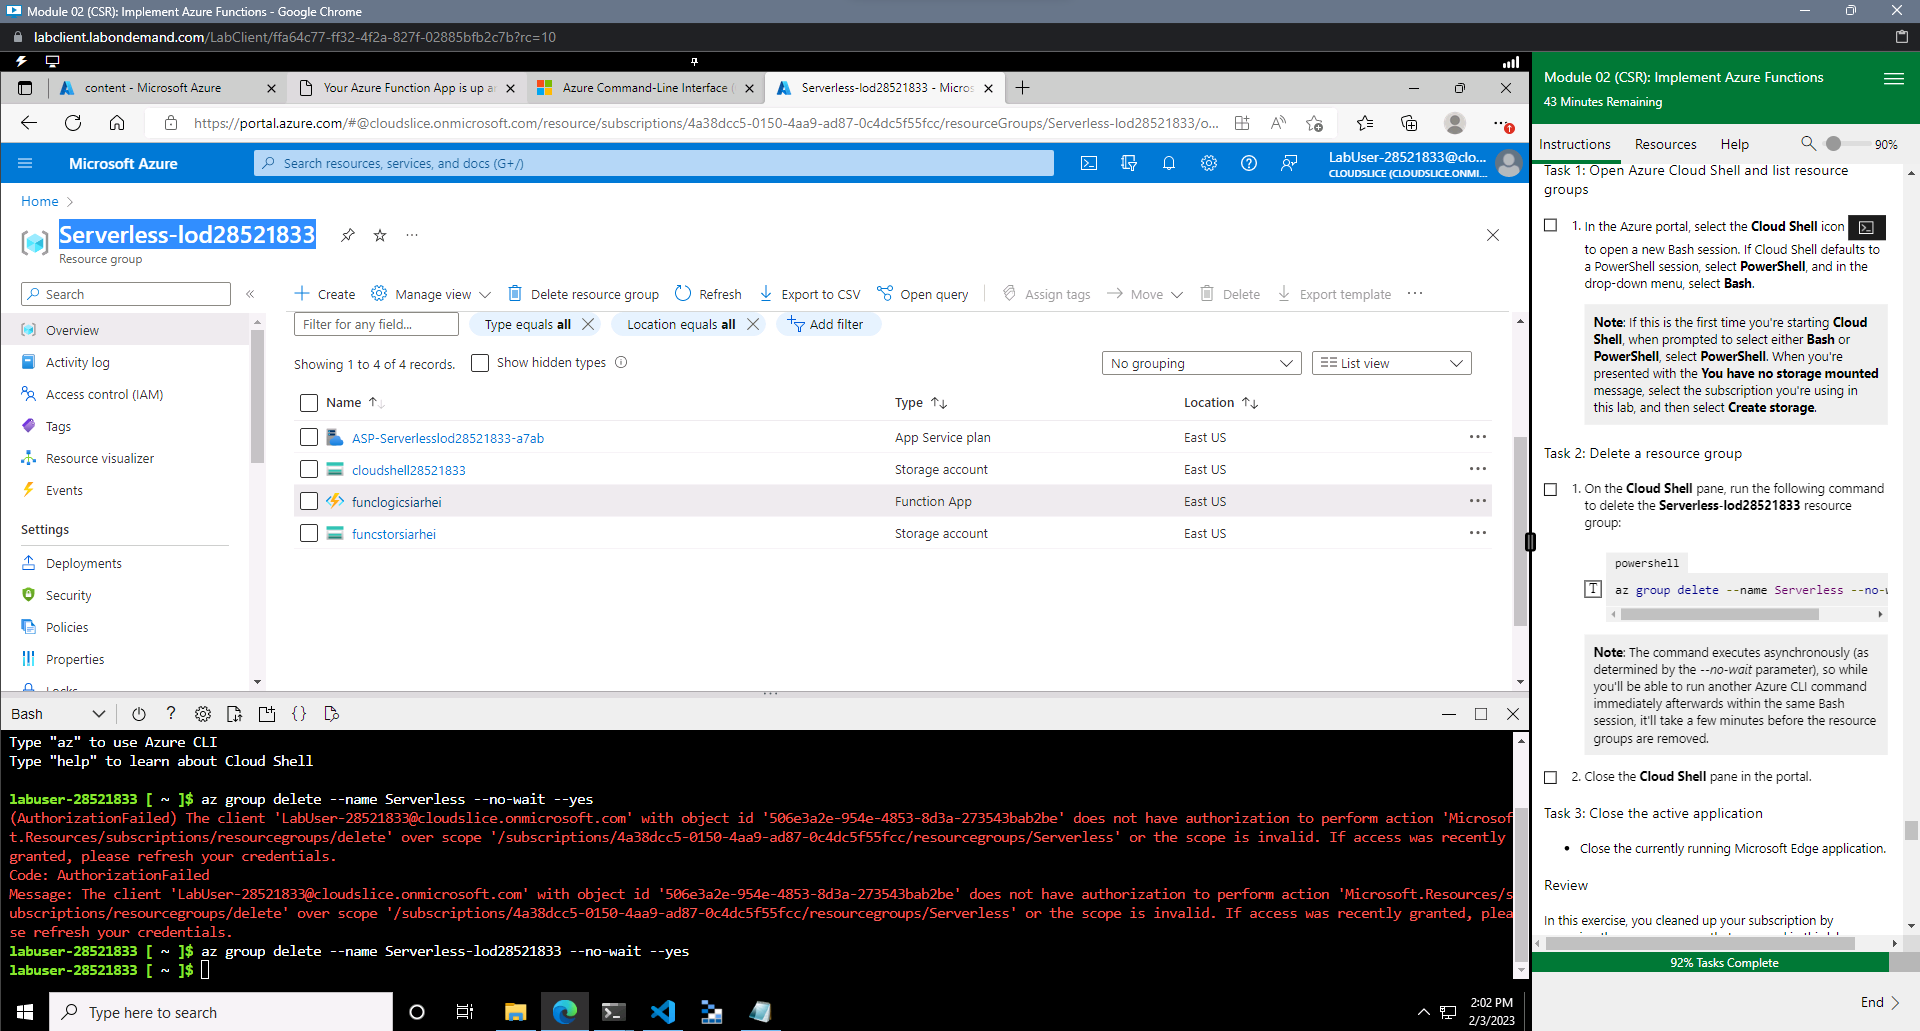 Module 02 (CSR): Implement Azure Functions - Google Chrome
labclient.labondemand.com/LabClient/ffa64c77-ff32-4f2a-827f-02885bfb2c7b?rc=10
content - Microsoft Azure
Your Azure Function App is up ar
Azure Command-Line Interface (
Serverless-lod28521833 - Micros
https://portal.azure.com/#@cloudslice.onmicrosoft.com/resource/subscriptions/4a38dcc5-0150-4aa9-ad87-0c4dc5f55fcc/resourceGroups/Serverless-lod28521833/o...
Microsoft Azure
Search resources, services, and docs (G+/)
LabUser-28521833@clo...
CLOUDSLICE (CLOUDSLICE.ONMI...
Home
Serverless-lod28521833
Resource group
Search
Create
Manage view
Delete resource group
Refresh
Export to CSV
Open query
Assign tags
Move
Delete
Export template
Overview
Activity log
Access control (IAM)
Tags
Resource visualizer
Events
Settings
Deployments
Security
Policies
Properties
Locks
Filter for any field...
Type equals all
Location equals all
Add filter
Showing 1 to 4 of 4 records.
Show hidden types
No grouping
List view
Name
Type
Location
ASP-Serverlesslod28521833-a7ab
App Service plan
East US
cloudshell28521833
Storage account
East US
funclogicsiarhei
Function App
East US
funcstorsiarhei
Storage account
East US
Bash
Type "az" to use Azure CLI
Type "help" to learn about Cloud Shell
labuser-28521833 [ ~ ]$ az group delete --name Serverless --no-wait --yes
(AuthorizationFailed) The client 'LabUser-28521833@cloudslice.onmicrosoft.com' with object id '506e3a2e-954e-4853-8d3a-273543bab2be' does not have authorization to perform action 'Microsof
t.Resources/subscriptions/resourcegroups/delete' over scope '/subscriptions/4a38dcc5-0150-4aa9-ad87-0c4dc5f55fcc/resourcegroups/Serverless' or the scope is invalid. If access was recently
granted, please refresh your credentials.
Code: AuthorizationFailed
Message: The client 'LabUser-28521833@cloudslice.onmicrosoft.com' with object id '506e3a2e-954e-4853-8d3a-273543bab2be' does not have authorization to perform action 'Microsoft.Resources/s
ubscriptions/resourcegroups/delete' over scope '/subscriptions/4a38dcc5-0150-4aa9-ad87-0c4dc5f55fcc/resourcegroups/Serverless' or the scope is invalid. If access was recently granted, plea
se refresh your credentials.
labuser-28521833 [ ~ ]$ az group delete --name Serverless-lod28521833 --no-wait --yes
labuser-28521833 [ ~ ]$
Type here to search
2:02 PM
2/3/2023
Module 02 (CSR): Implement Azure Functions
43 Minutes Remaining
Instructions
Resources
Help
90%
Task 1: Open Azure Cloud Shell and list resource
groups
1. In the Azure portal, select the Cloud Shell icon
to open a new Bash session. If Cloud Shell defaults to
a PowerShell session, select PowerShell, and in the
drop-down menu, select Bash.
Note: If this is the first time you're starting Cloud
Shell, when prompted to select either Bash or
PowerShell, select PowerShell. When you're
presented with the You have no storage mounted
message, select the subscription you're using in
this lab, and then select Create storage.
Task 2: Delete a resource group
1. On the Cloud Shell pane, run the following command
to delete the Serverless-lod28521833 resource
group:
powershell
T
az group delete --name Serverless --no-w
Note: The command executes asynchronously (as
determined by the --no-wait parameter), so while
you'll be able to run another Azure CLI command
immediately afterwards within the same Bash
session, it'll take a few minutes before the resource
groups are removed.
2. Close the Cloud Shell pane in the portal.
Task 3: Close the active application
• Close the currently running Microsoft Edge application.
Review
In this exercise, you cleaned up your subscription by
92% Tasks Complete
End